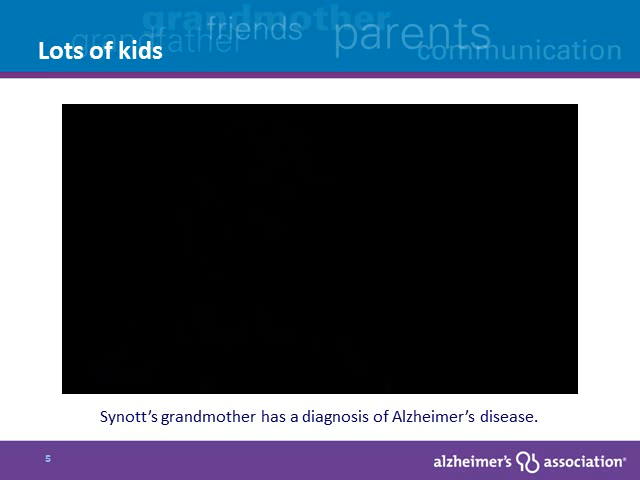 grandmother
grandfather
friends
parents
communication
Lots of kids
Synott's grandmother has a diagnosis of Alzheimer's disease.
5
alzheimer's association®